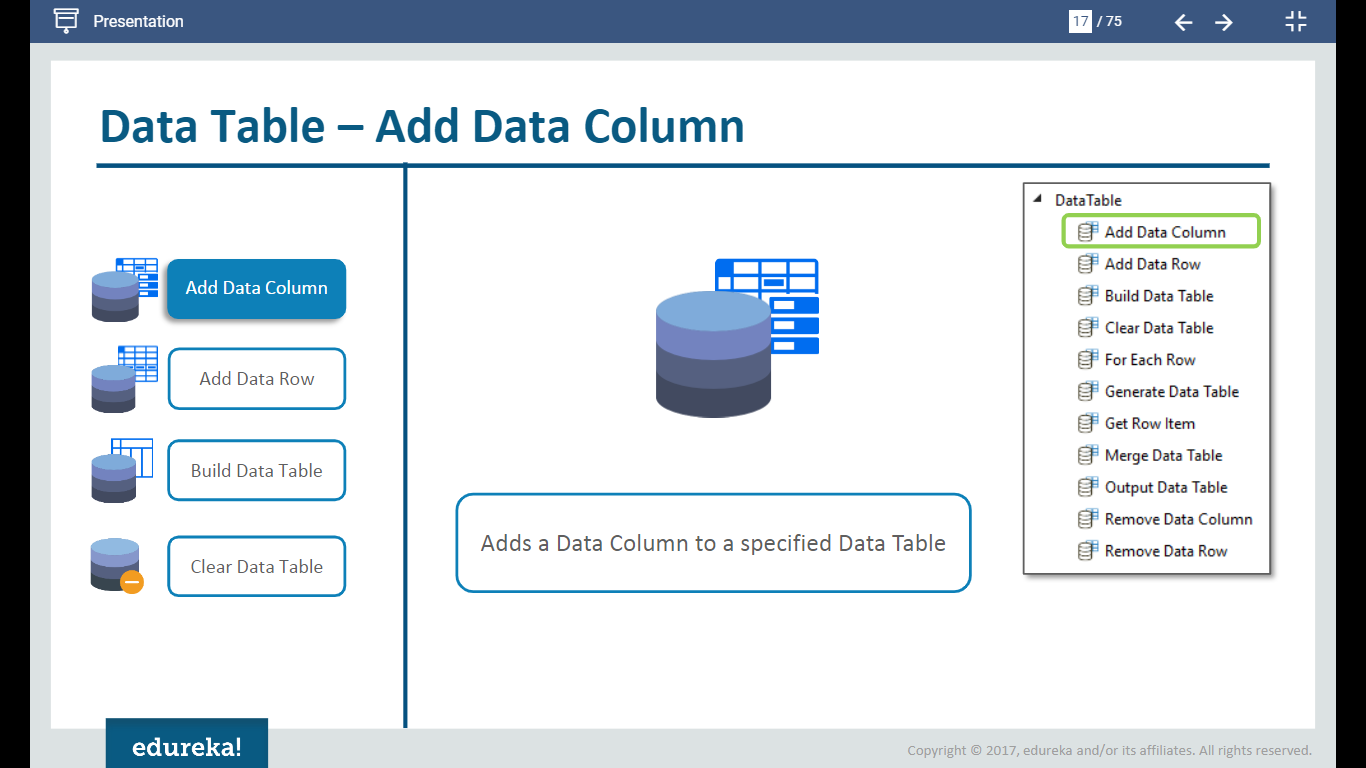 Presentation
17 / 75
Data Table – Add Data Column
Add Data Column
Add Data Row
Build Data Table
Clear Data Table
Adds a Data Column to a specified Data Table
DataTable
Add Data Column
Add Data Row
Build Data Table
Clear Data Table
For Each Row
Generate Data Table
Get Row Item
Merge Data Table
Output Data Table
Remove Data Column
Remove Data Row
edureka!
Copyright © 2017, edureka and/or its affiliates. All rights reserved.